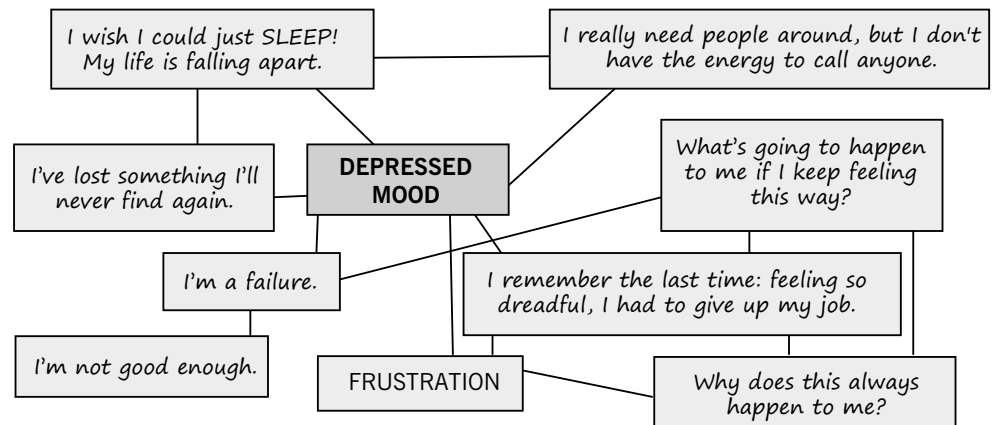 I wish I could just SLEEP!
My life is falling apart.
I really need people around, but I don't
have the energy to call anyone.
What's going to happen
to me if I keep feeling
this way?
DEPRESSED
MOOD
I've lost something I'll
never find again.
I'm a failure.
I remember the last time: feeling so
dreadful, I had to give up my job.
I'm not good enough.
FRUSTRATION
Why does this always
happen to me?